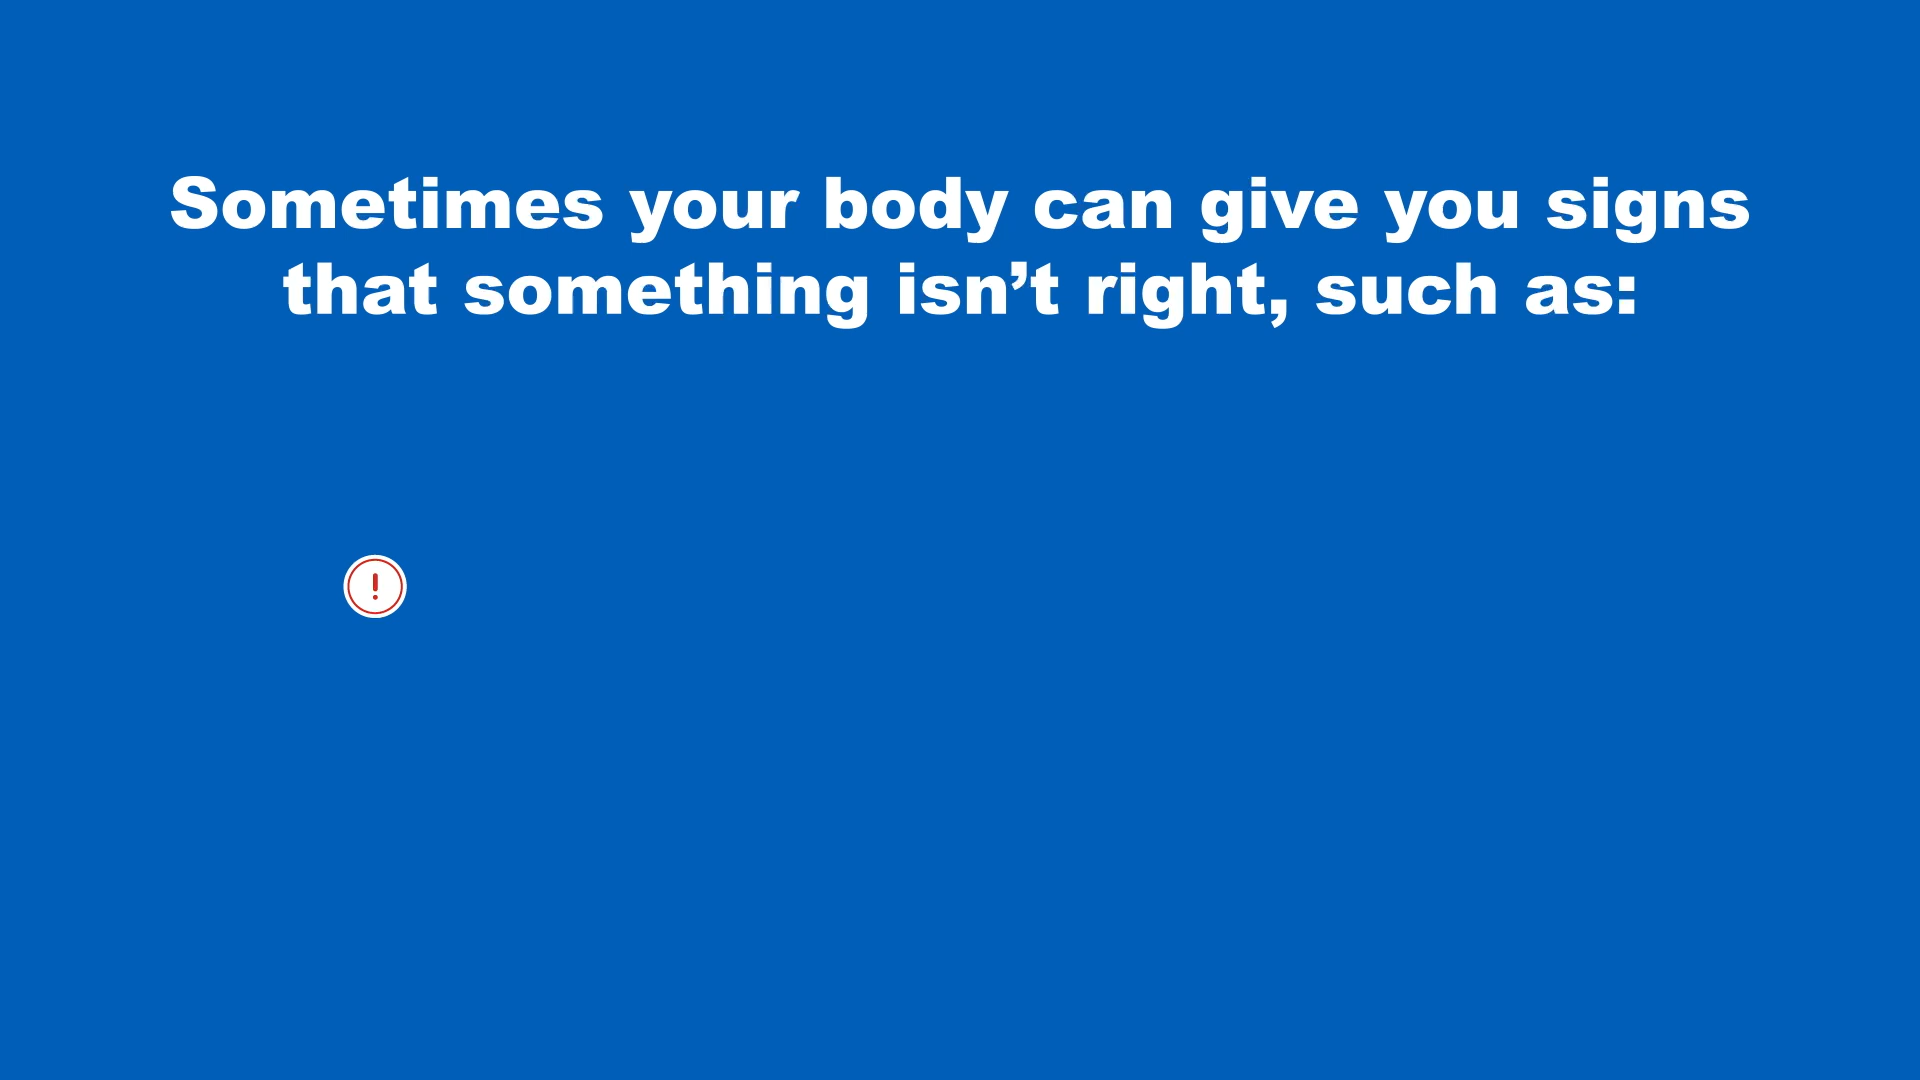 Sometimes your body can give you signs
that something isn’t right, such as:
!